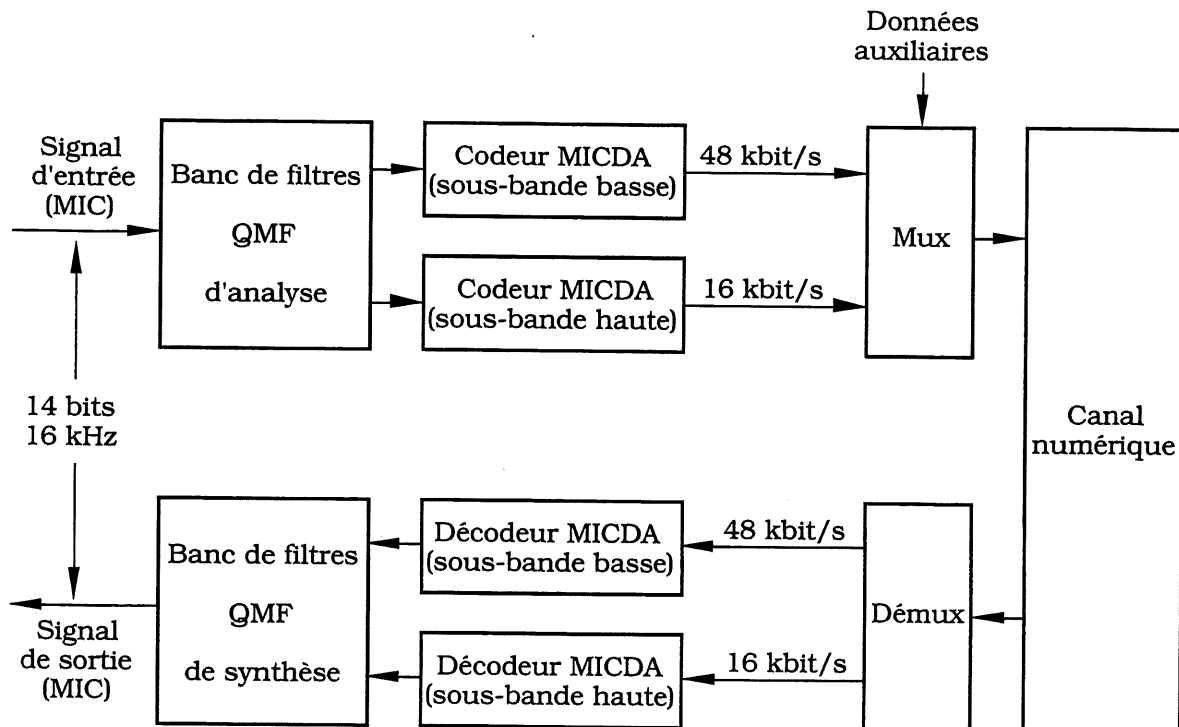 Données
auxiliaires
Signal
d'entrée
(MIC)
Banc de filtres
QMF
d'analyse
Codeur MICDA
(sous-bande basse)
48 kbit/s
Codeur MICDA
(sous-bande haute)
16 kbit/s
Mux
14 bits
16 kHz
Canal
numérique
Banc de filtres
QMF
de synthèse
Décodeur MICDA
(sous-bande basse)
48 kbit/s
Décodeur MICDA
(sous-bande haute)
16 kbit/s
Démux
Signal
de sortie
(MIC)